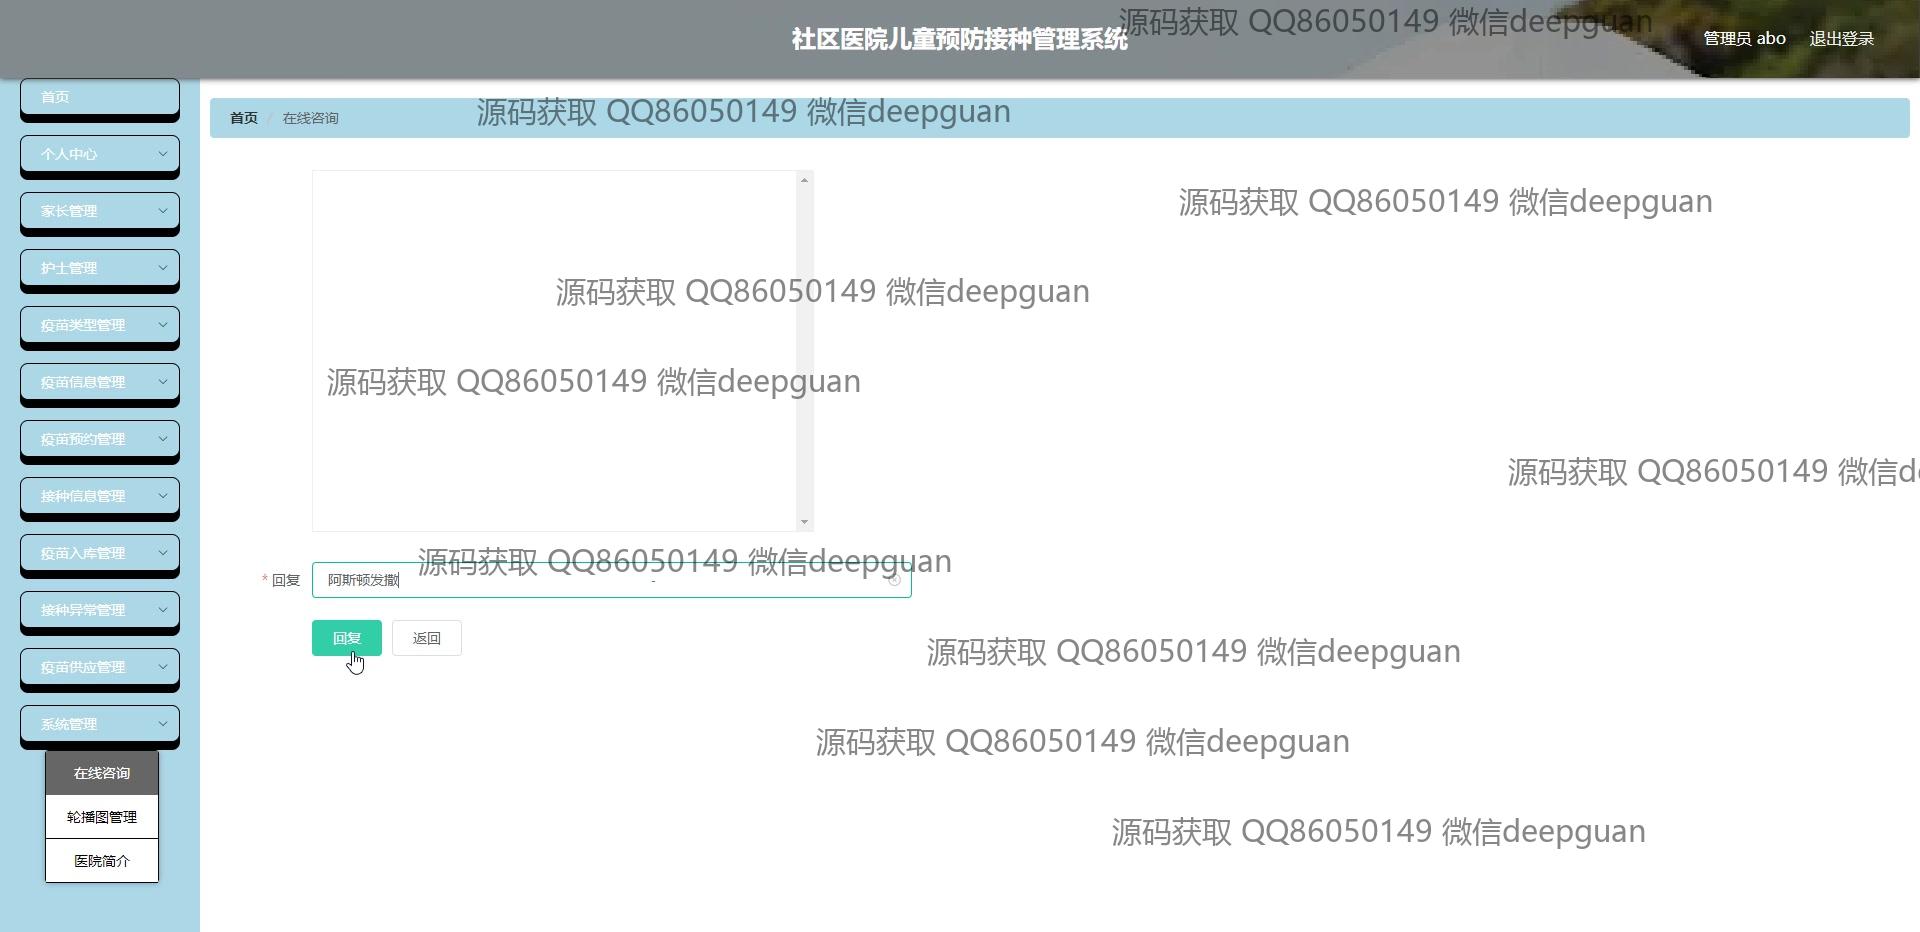 社区医院儿童预防接种管理系统
源码获取 QQ86050149 微信deepguan
管理员 abo 退出登录
首页
个人中心
家长管理
护士管理
疫苗类型管理
疫苗信息管理
疫苗预约管理
接种信息管理
疫苗入库管理
接种异常管理
疫苗供应管理
系统管理
在线咨询
轮播图管理
医院简介
首页 / 在线咨询
源码获取 QQ86050149 微信deepguan
源码获取 QQ86050149 微信deepguan
源码获取 QQ86050149 微信deepguan
源码获取 QQ86050149 微信deepguan
源码获取 QQ86050149 微信d
源码获取 QQ86050149 微信deepguan
* 回复 阿斯顿发撒
回复 返回
源码获取 QQ86050149 微信deepguan
源码获取 QQ86050149 微信deepguan
源码获取 QQ86050149 微信deepguan